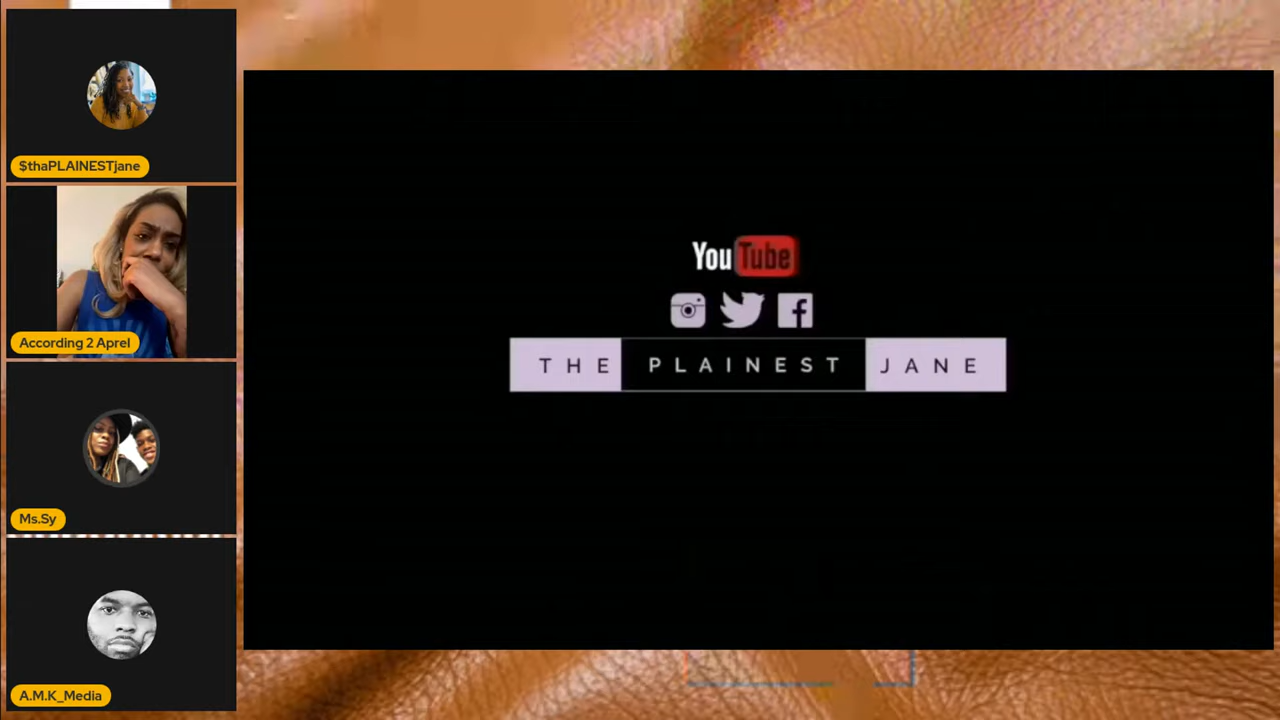 $thaPLAINESTjane
According 2 Aprel
Ms.Sy
A.M.K_Media
YouTube
THE PLAINEST JANE